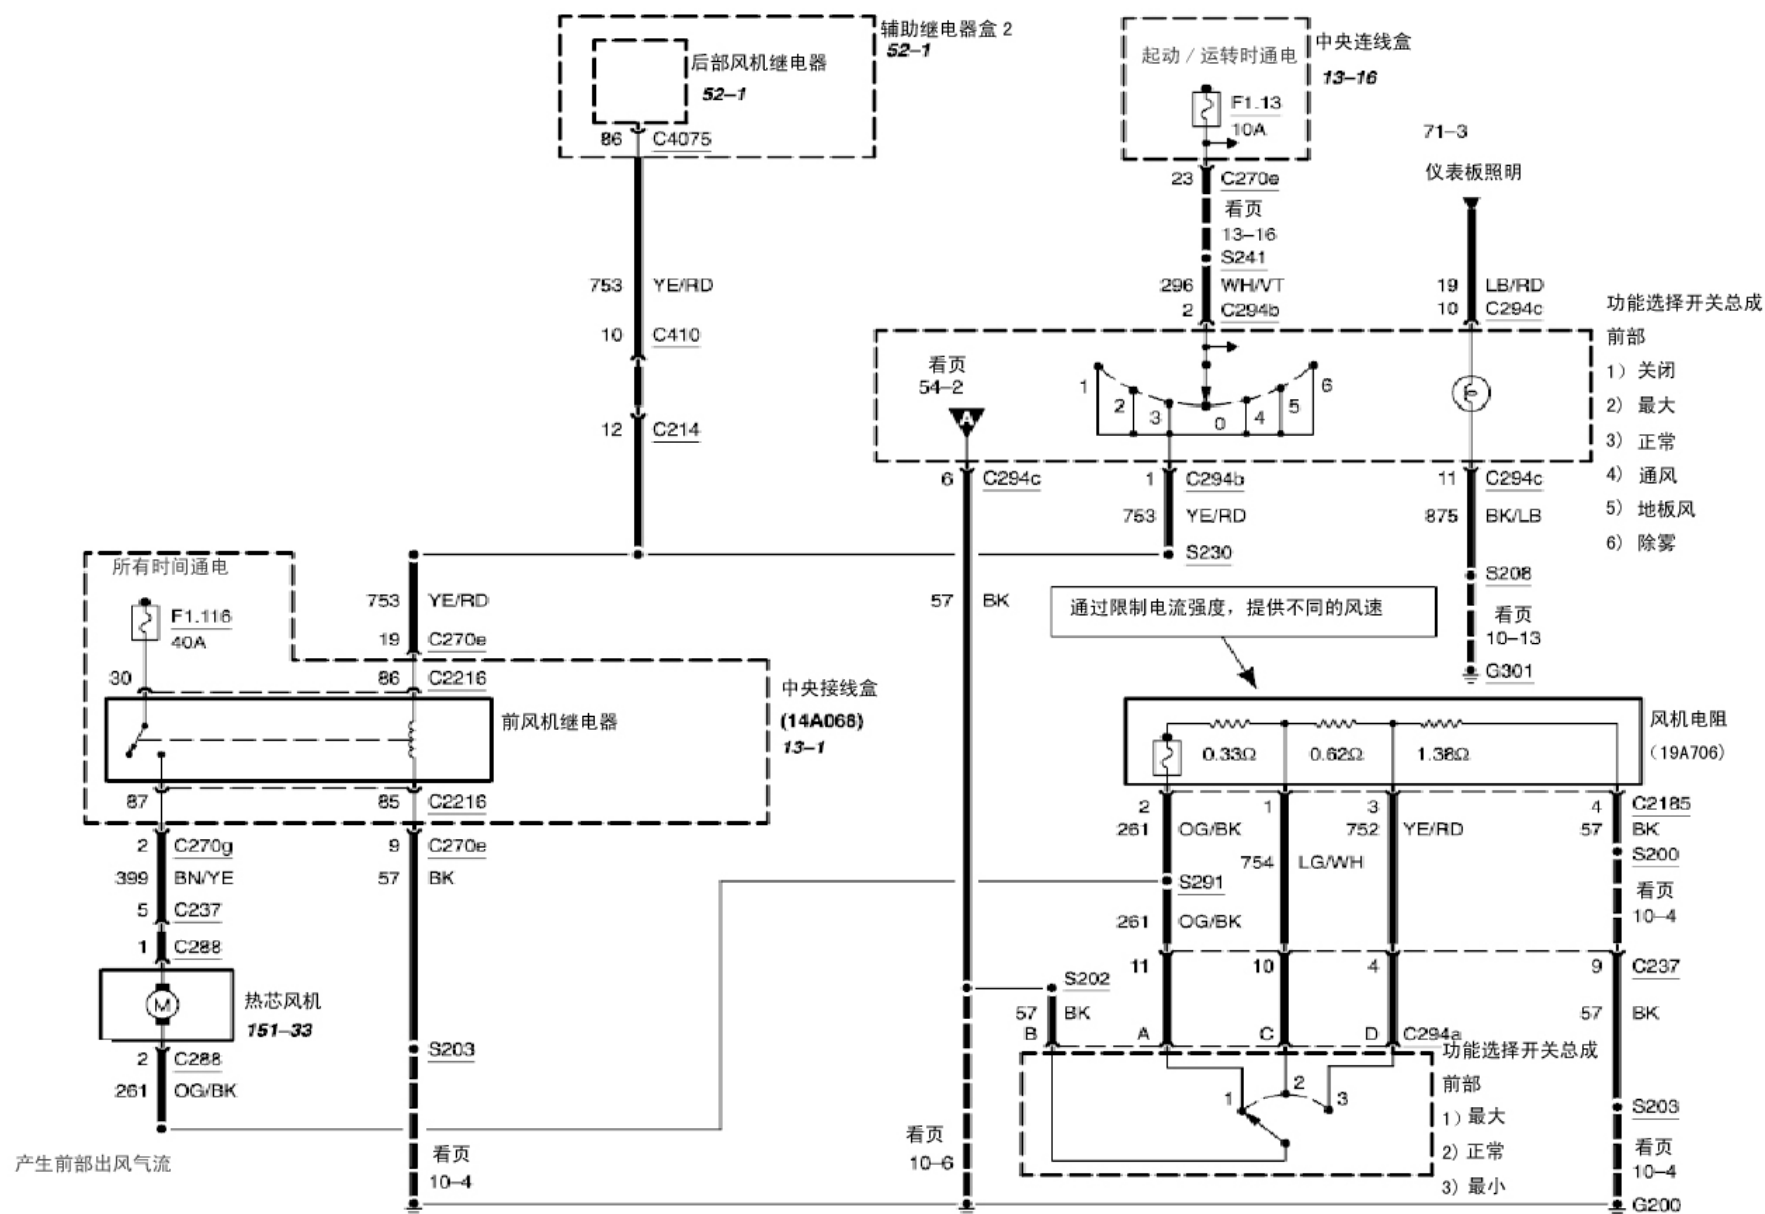 辅助继电器盒 2
52-1
后部风机继电器
52-1
86 C4075
753 YE/RD
10 C410
12 C214
中央连线盒
13-16
起动 / 运转时通电
F1.13
10A
23 C270e
看页
13-16
S241
296 WH/VT
2 C294b
71-3
仪表板照明
19 LB/RD
10 C294c
功能选择开关总成
前部
1) 关闭
2) 最大
3) 正常
4) 通风
5) 地板风
6) 除雾
看页
54-2
A
1
2
3
0
4
5
6
6 C294c
1 C294b
11 C294c
753 YE/RD
875 BK/LB
S230
S208
57 BK
看页
10-13
G301
通过限制电流强度，提供不同的风速
所有时间通电
F1.116
40A
753 YE/RD
19 C270e
30
86 C2216
前风机继电器
中央接线盒
(14A068)
13-1
87
85 C2216
2 C270g
9 C270e
399 BN/YE
57 BK
5 C237
1 C288
M
热芯风机
151-33
2 C288
261 OG/BK
产生前部出风气流
S203
看页
10-4
风机电阻
(19A706)
0.33Ω 0.62Ω 1.38Ω
2 1 3 4 C2185
261 OG/BK
752 YE/RD
57 BK
754 LG/WH
S200
S291
看页
10-4
261 OG/BK
11 10 4 9 C237
S202
57 BK
57 BK
B A C D C294a
功能选择开关总成
前部
1) 最大
2) 正常
3) 最小
1
2
3
S203
看页
10-6
看页
10-4
G200